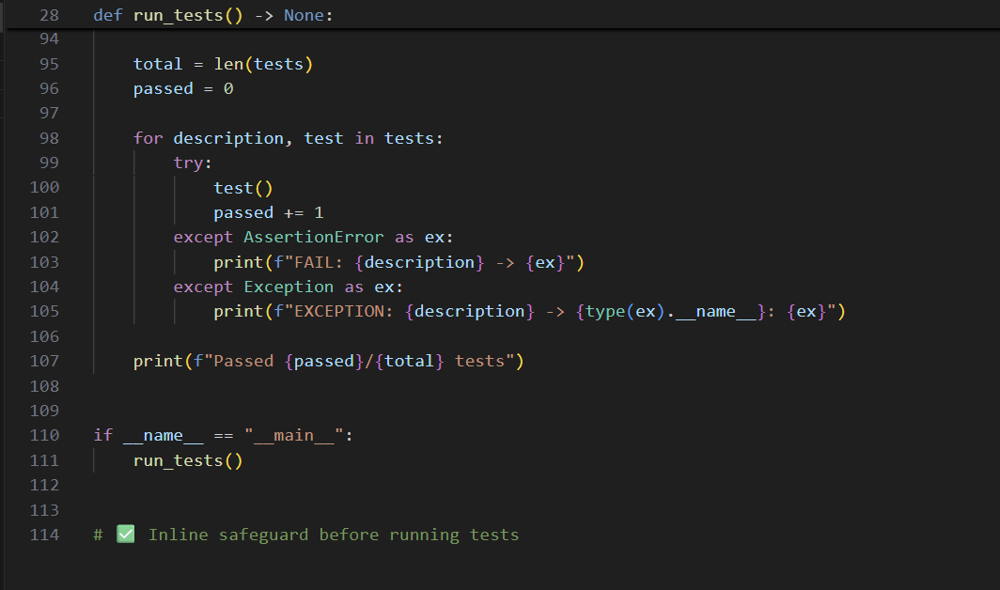 28 def run_tests() -> None:
94
95     total = len(tests)
96     passed = 0
97
98     for description, test in tests:
99         try:
100             test()
101             passed += 1
102         except AssertionError as ex:
103             print(f"FAIL: {description} -> {ex}")
104         except Exception as ex:
105             print(f"EXCEPTION: {description} -> {type(ex).__name__}: {ex}")
106
107     print(f"Passed {passed}/{total} tests")
108
109
110 if __name__ == "__main__":
111     run_tests()
112
113
114 # ✅ Inline safeguard before running tests